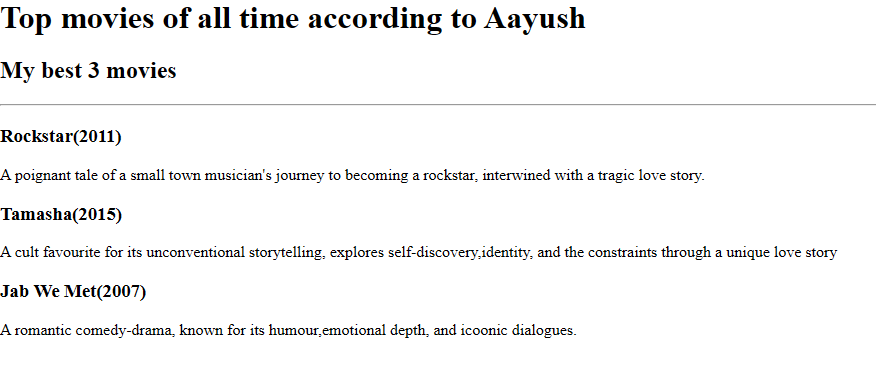 Top movies of all time according to Aayush
My best 3 movies
Rockstar(2011)
A poignant tale of a small town musician's journey to becoming a rockstar, interwined with a tragic love story.
Tamasha(2015)
A cult favourite for its unconventional storytelling, explores self-discovery,identity, and the constraints through a unique love story
Jab We Met(2007)
A romantic comedy-drama, known for its humour,emotional depth, and icoonic dialogues.